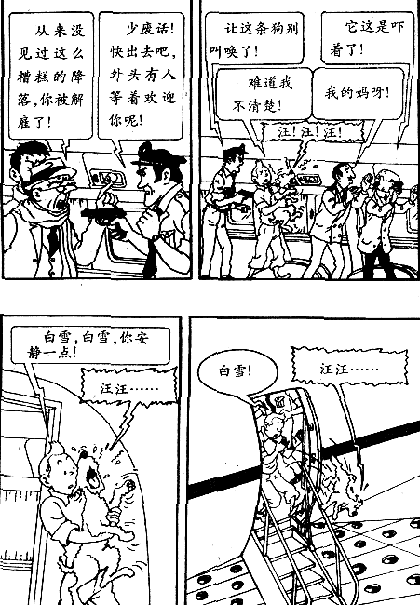 从来没
见过这么
糟糕的降
落,你被解
雇了!
少废话!
快出去吧,
外头有人
等着欢迎
你呢!
让这条狗别
叫唤了!
它这是吓
着了!
难道我
不清楚!
我的妈呀!
汪!汪!汪!
白雪,白雪.你安
静一点!
汪汪……
白雪!
汪汪……